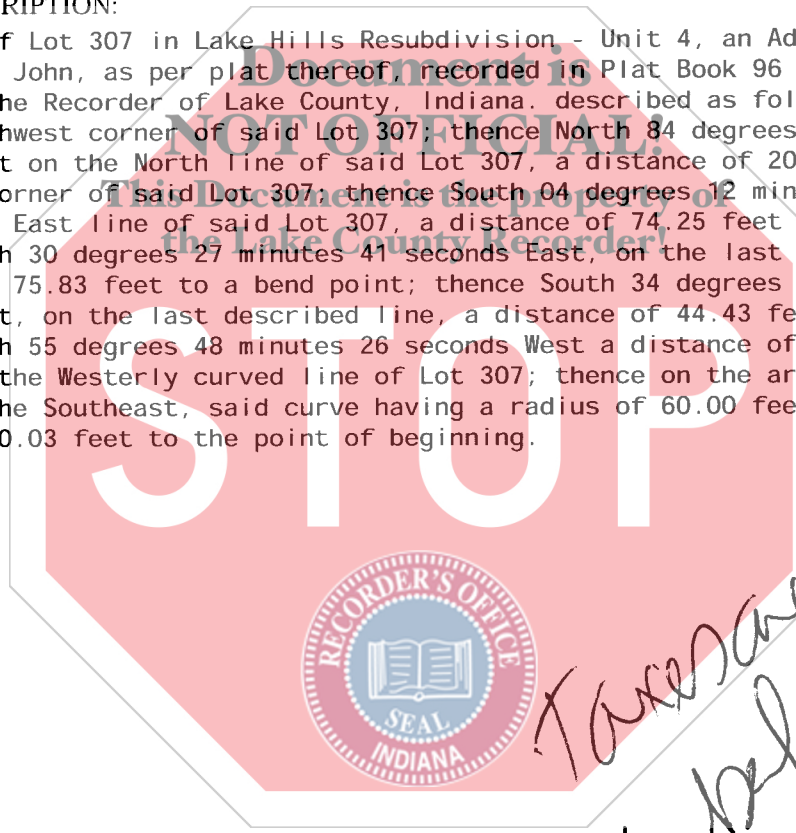 RIPTION:
f Lot 307 in Lake Hills Resubdivision - Unit 4, an Ad
John, as per plat thereof, recorded in Plat Book 96
he Recorder of Lake County, Indiana. described as fol
hwest corner of said Lot 307; thence North 84 degrees
t on the North line of said Lot 307, a distance of 20
orner of said Lot 307; thence South 04 degrees 12 min
East line of said Lot 307, a distance of 74.25 feet
h 30 degrees 27 minutes 41 seconds East, on the last
75.83 feet to a bend point; thence South 34 degrees
t, on the last described line, a distance of 44.43 fe
h 55 degrees 48 minutes 26 seconds West a distance of
the Westerly curved line of Lot 307; thence on the ar
he Southeast, said curve having a radius of 60.00 fee
0.03 feet to the point of beginning.
Document is
NOT OFFICIAL!
This Document is the property of
the Lake County Recorder!
STOP
RECORDER'S OFFICE
SEAL
INDIANA
Taxes